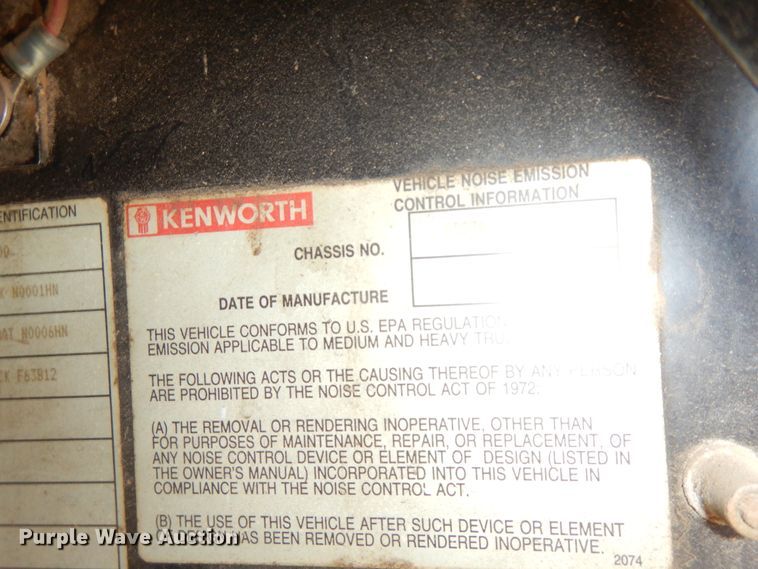 ENTIFICATION
N0001HN
N0006HN
CK F63812
KENWORTH
VEHICLE NOISE EMISSION
CONTROL INFORMATION
CHASSIS NO.
DATE OF MANUFACTURE
THIS VEHICLE CONFORMS TO U.S. EPA REGULATION
EMISSION APPLICABLE TO MEDIUM AND HEAVY TRU
THE FOLLOWING ACTS OR THE CAUSING THEREOF BY ANY PERSON
ARE PROHIBITED BY THE NOISE CONTROL ACT OF 1972:
(A) THE REMOVAL OR RENDERING INOPERATIVE, OTHER THAN
FOR PURPOSES OF MAINTENANCE, REPAIR, OR REPLACEMENT, OF
ANY NOISE CONTROL DEVICE OR ELEMENT OF DESIGN (LISTED IN
THE OWNER'S MANUAL) INCORPORATED INTO THIS VEHICLE IN
COMPLIANCE WITH THE NOISE CONTROL ACT.
(B) THE USE OF THIS VEHICLE AFTER SUCH DEVICE OR ELEMENT
HAS BEEN REMOVED OR RENDERED INOPERATIVE.
2074
Purple Wave Auction